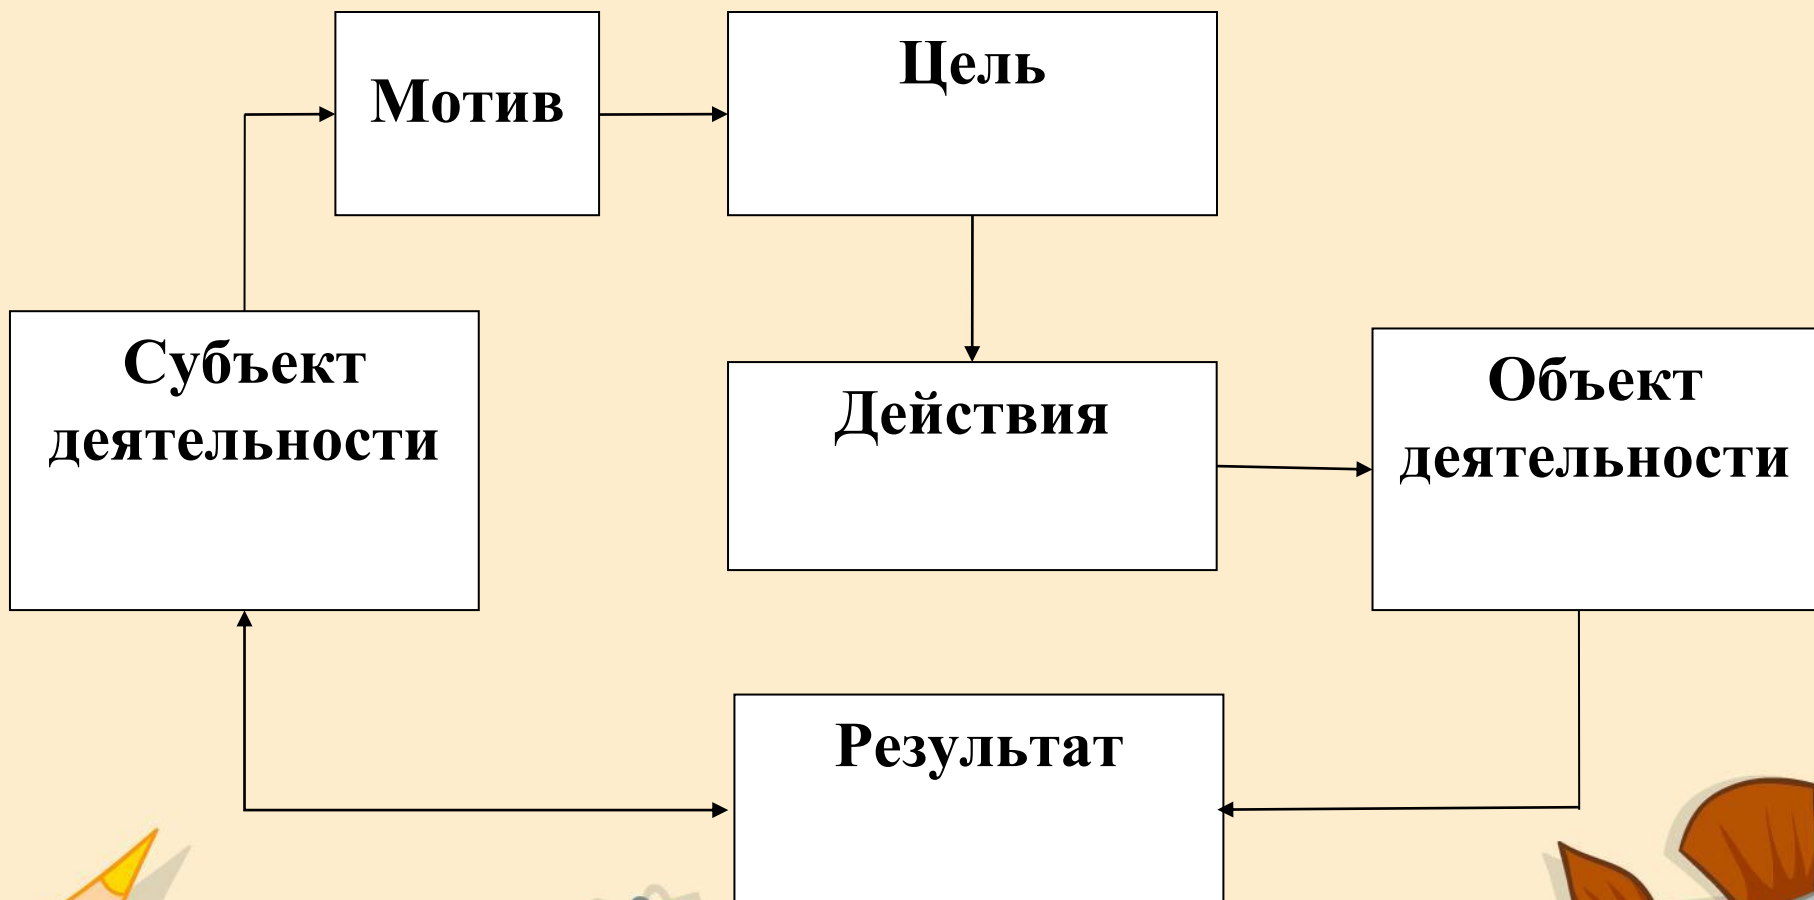 Мотив
Цель
Субъект
деятельности
Действия
Объект
деятельности
Результат